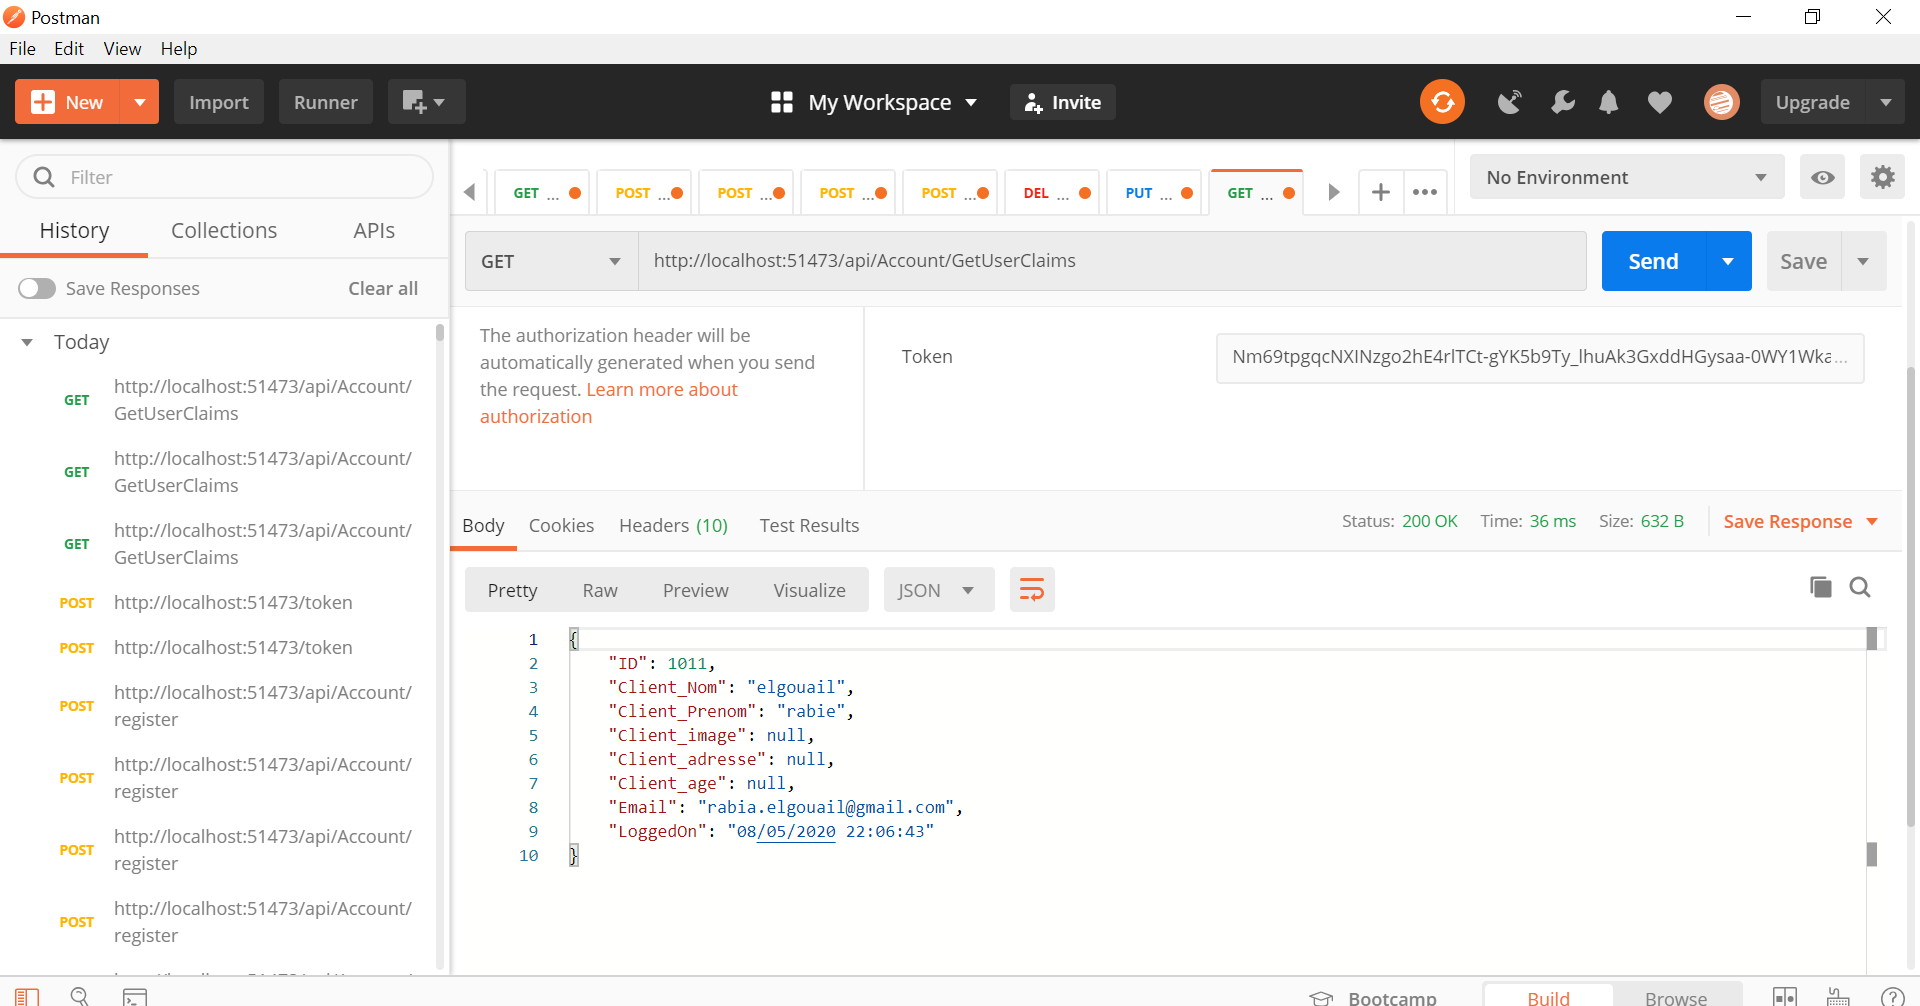 Postman
File Edit View Help
New Import Runner My Workspace Invite Upgrade
Filter
History Collections APIs
Save Responses Clear all
Today
GET http://localhost:51473/api/Account/
GetUserClaims
GET http://localhost:51473/api/Account/
GetUserClaims
GET http://localhost:51473/api/Account/
GetUserClaims
POST http://localhost:51473/token
POST http://localhost:51473/token
POST http://localhost:51473/api/Account/
register
POST http://localhost:51473/api/Account/
register
POST http://localhost:51473/api/Account/
register
POST http://localhost:51473/api/Account/
register
GET ... POST ... POST ... POST ... POST ... DEL ... PUT ... GET ...
No Environment
GET http://localhost:51473/api/Account/GetUserClaims Send Save
The authorization header will be
automatically generated when you send
the request. Learn more about
authorization
Token Nm69tpgqcNXINzgo2hE4rlTCt-gYK5b9Ty_lhuAk3GxddHGysaa-0WY1Wka...
Body Cookies Headers (10) Test Results Status: 200 OK Time: 36 ms Size: 632 B Save Response
Pretty Raw Preview Visualize JSON
1 {
2 "ID": 1011,
3 "Client_Nom": "elgouail",
4 "Client_Prenom": "rabie",
5 "Client_image": null,
6 "Client_adresse": null,
7 "Client_age": null,
8 "Email": "rabia.elgouail@gmail.com",
9 "LoggedOn": "08/05/2020 22:06:43"
10 }
Bootcamp Build Browse